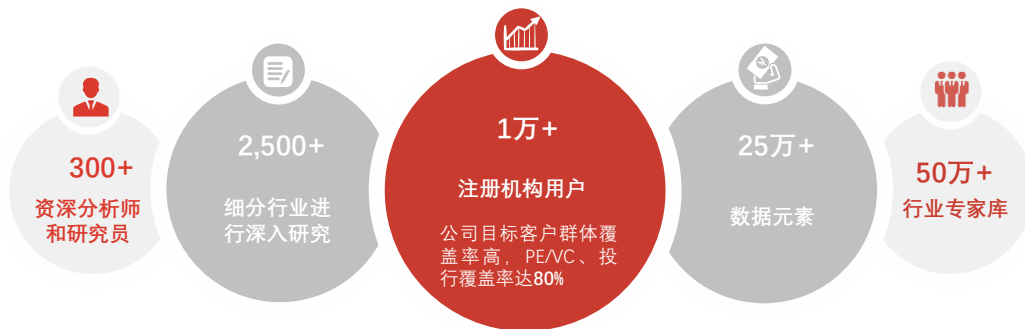 300+
资深分析师
和研究员
2,500+
细分行业进
行深入研究
1万+
注册机构用户
公司目标客户群体覆
盖率高，PE/VC、投
行覆盖率达80%
25万+
数据元素
50万+
行业专家库